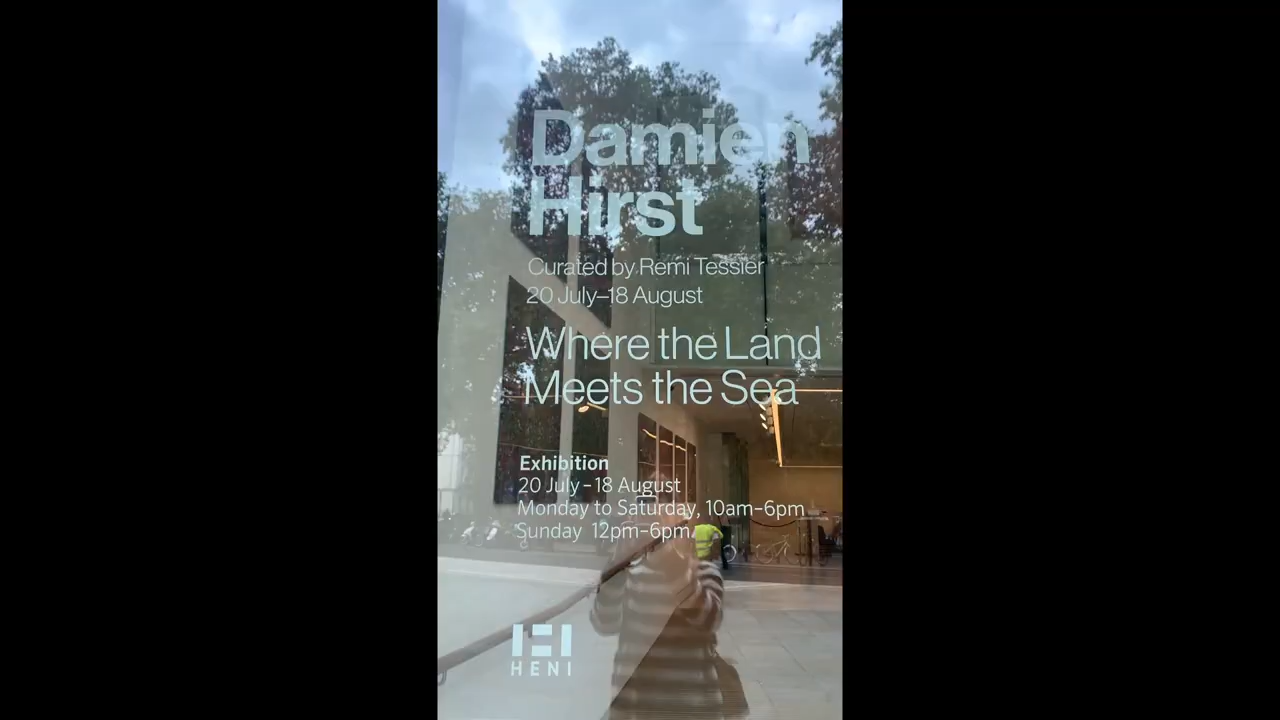 Damien
Hirst
Curated by Remi Tessier
20 July–18 August
Where the Land
Meets the Sea
Exhibition
20 July - 18 August
Monday to Saturday, 10am-6pm
Sunday 12pm-6pm
HENI